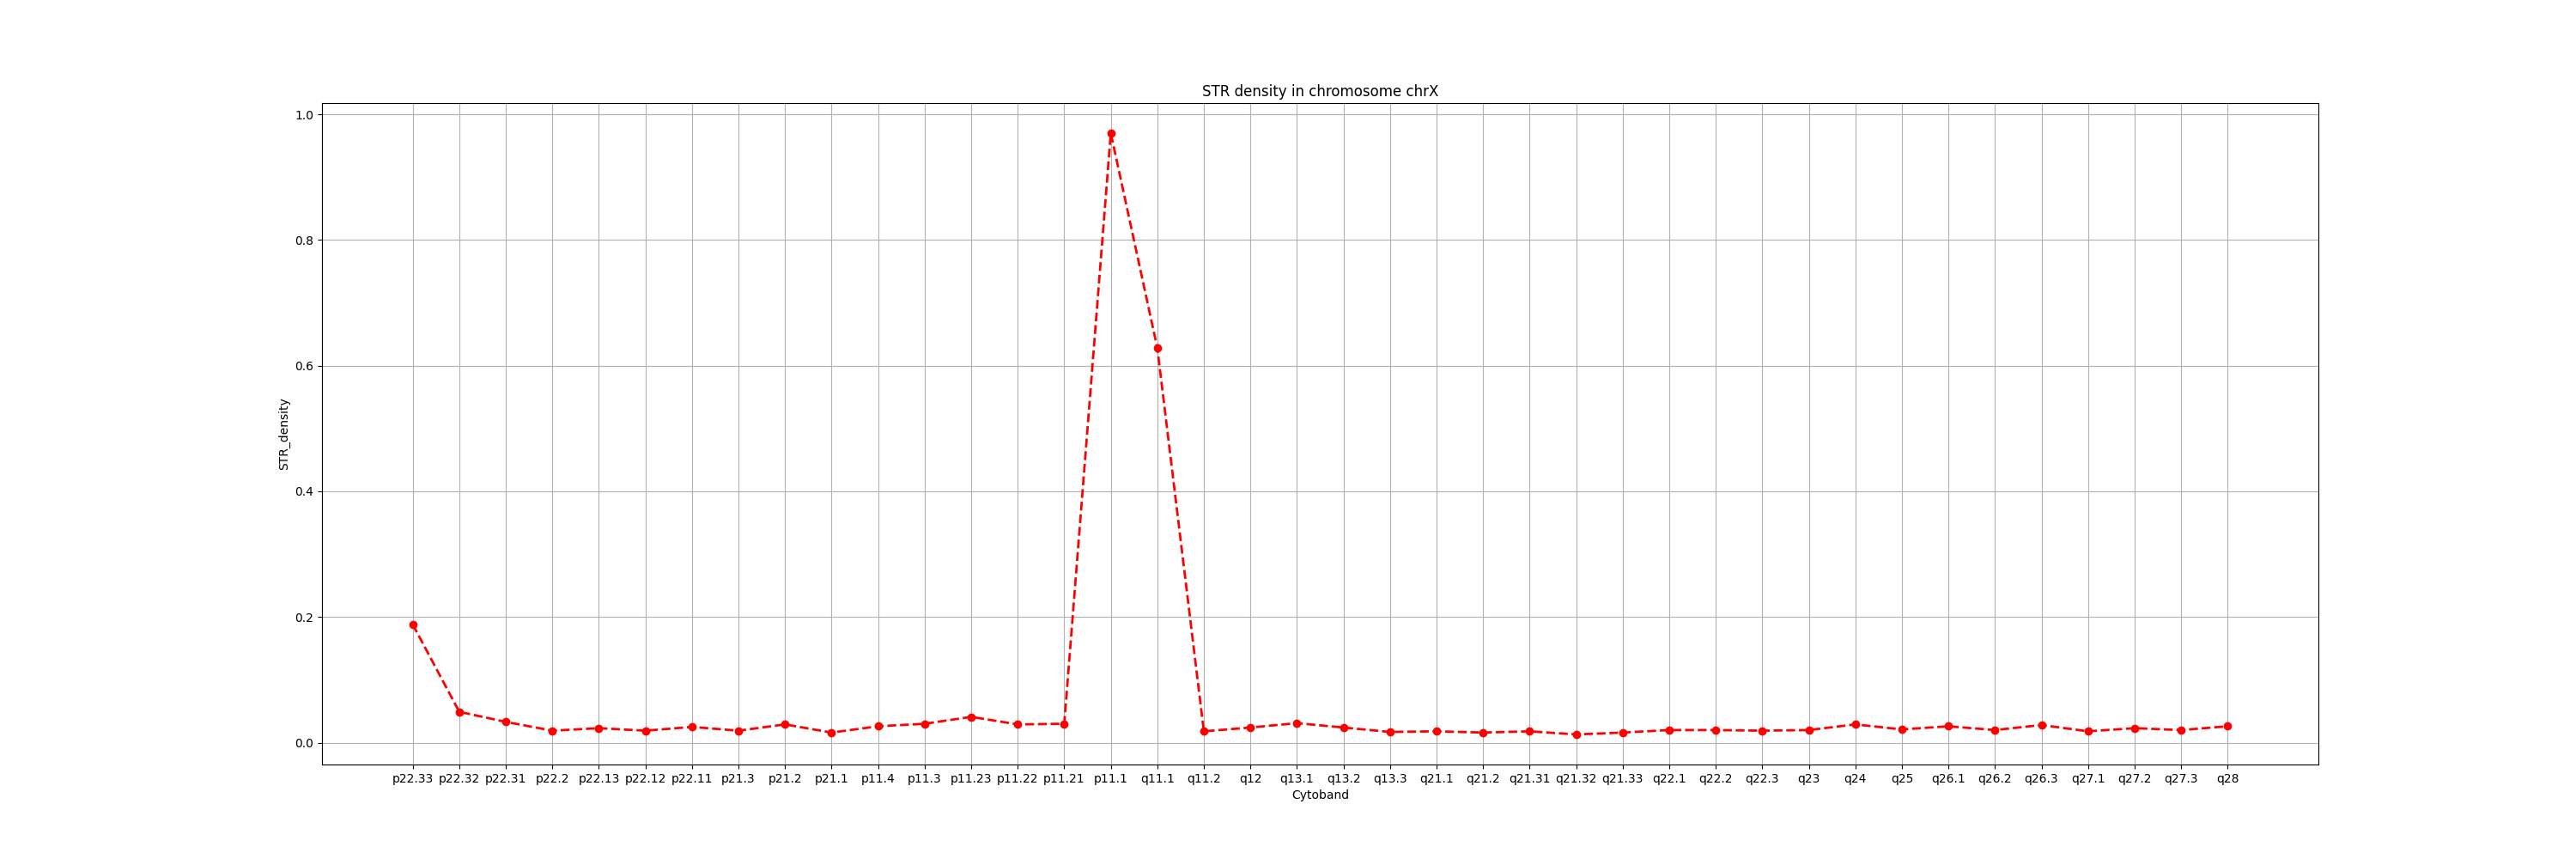 STR density in chromosome chrX
1.0
0.8
0.6
0.4
0.2
0.0
STR_density
p22.33 p22.32 p22.31 p22.2 p22.13 p22.12 p22.11 p21.3 p21.2 p21.1 p11.4 p11.3 p11.23 p11.22 p11.21 p11.1 q11.1 q11.2 q12 q13.1 q13.2 q13.3 q21.1 q21.2 q21.31 q21.32 q21.33 q22.1 q22.2 q22.3 q23 q24 q25 q26.1 q26.2 q26.3 q27.1 q27.2 q27.3 q28
Cytoband